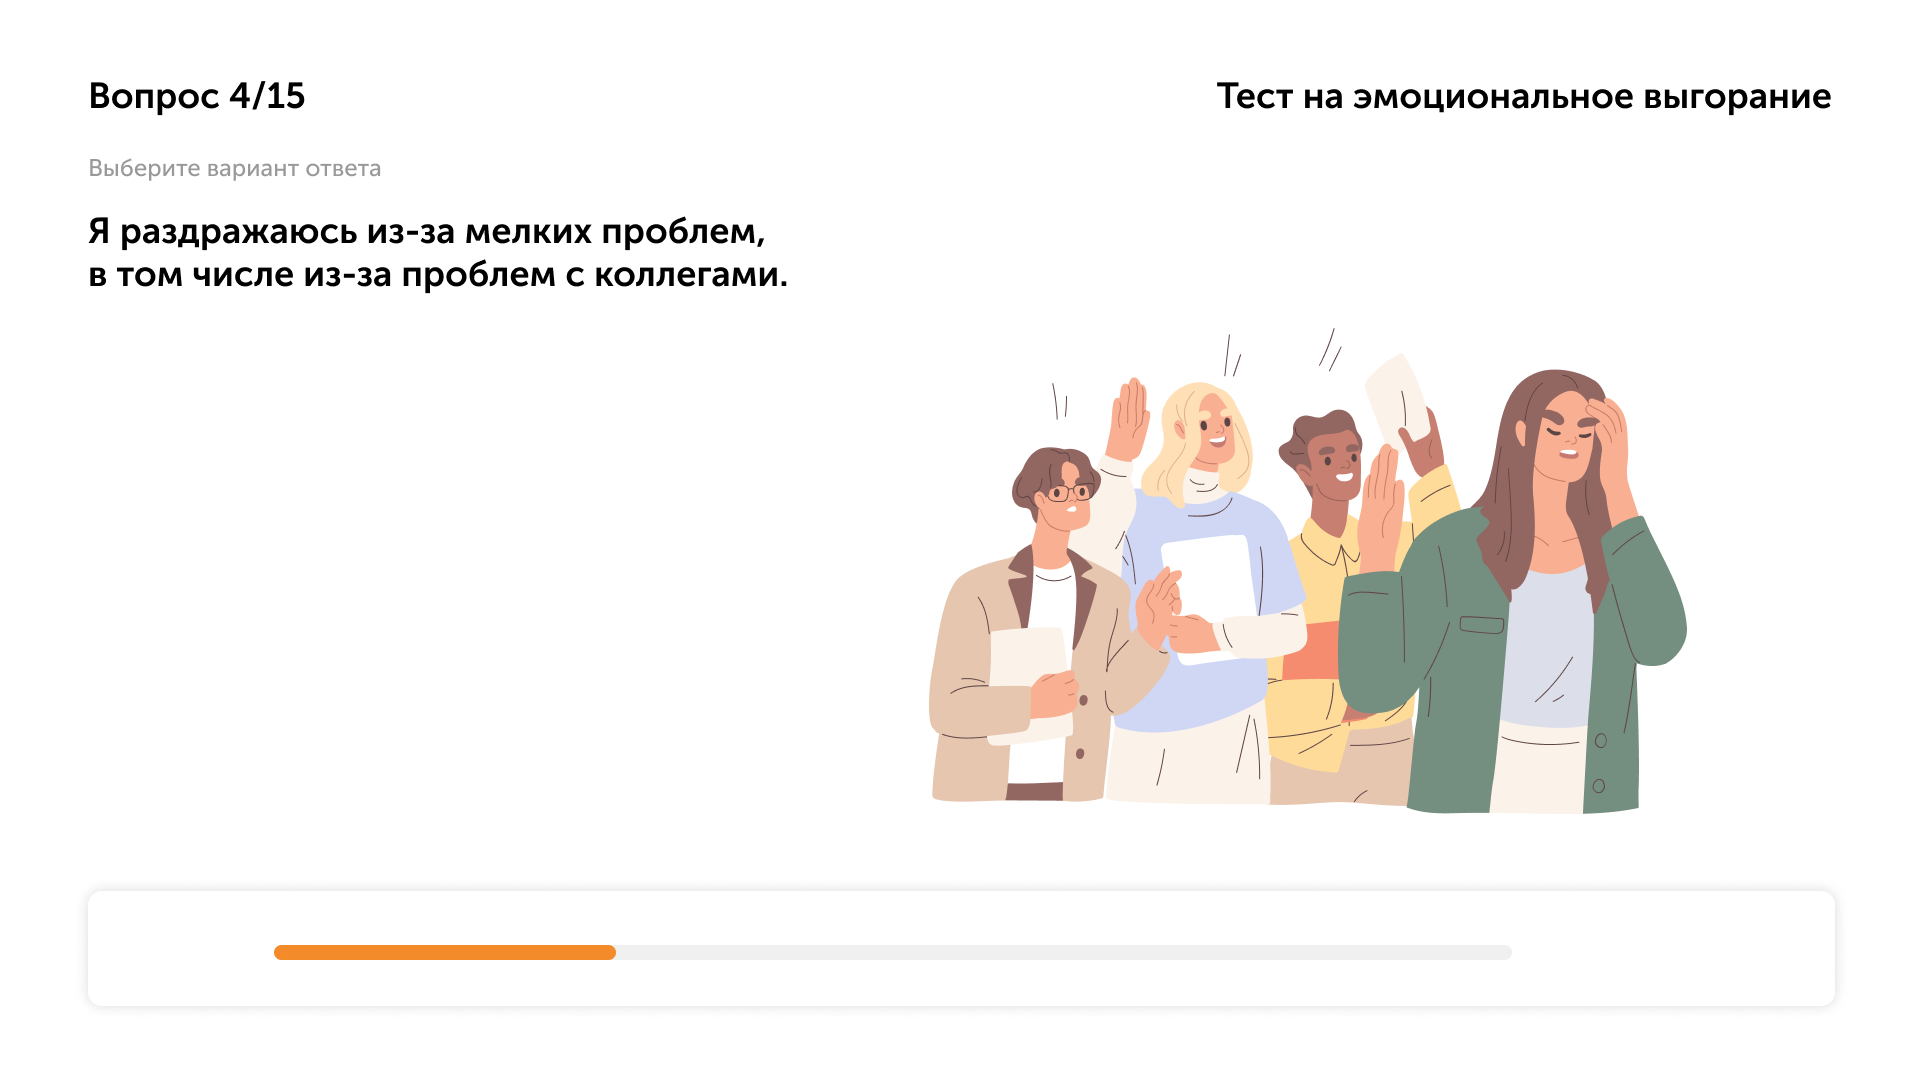 Вопрос 4/15
Тест на эмоциональное выгорание
Выберите вариант ответа
Я раздражаюсь из-за мелких проблем,
в том числе из-за проблем с коллегами.